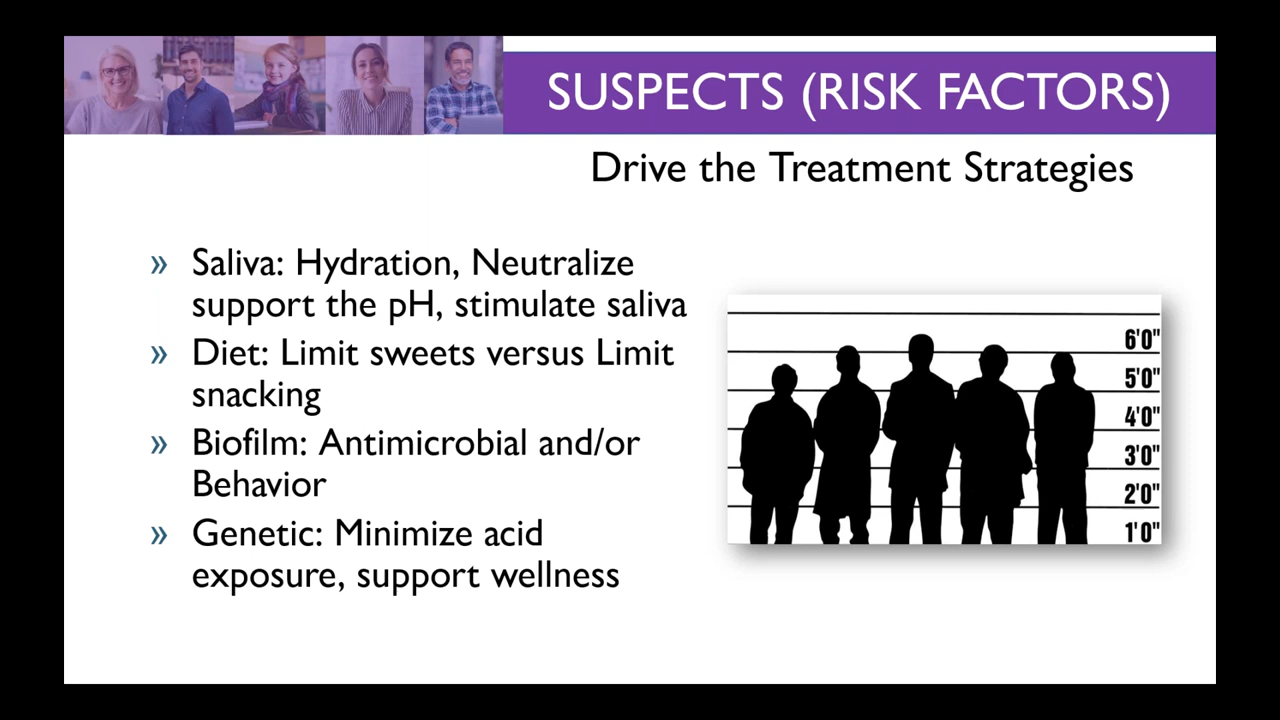 SUSPECTS (RISK FACTORS)
Drive the Treatment Strategies
» Saliva: Hydration, Neutralize
support the pH, stimulate saliva
» Diet: Limit sweets versus Limit
snacking
» Biofilm: Antimicrobial and/or
Behavior
» Genetic: Minimize acid
exposure, support wellness
6'0"
5'0"
4'0"
3'0"
2'0"
1'0"